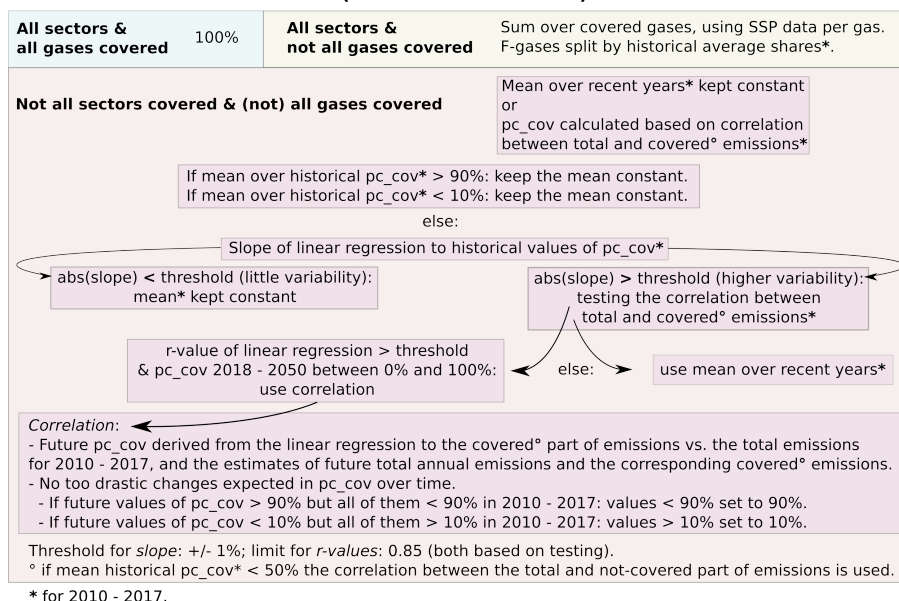 All sectors &
all gases covered
100%
All sectors &
not all gases covered
Sum over covered gases, using SSP data per gas.
F-gases split by historical average shares*.
Not all sectors covered & (not) all gases covered
Mean over recent years* kept constant
or
pc_cov calculated based on correlation
between total and covered° emissions*
If mean over historical pc_cov* > 90%: keep the mean constant.
If mean over historical pc_cov* < 10%: keep the mean constant.
else:
Slope of linear regression to historical values of pc_cov*
abs(slope) < threshold (little variability):
mean* kept constant
abs(slope) > threshold (higher variability):
testing the correlation between
total and covered° emissions*
r-value of linear regression > threshold
& pc_cov 2018 - 2050 between 0% and 100%:
use correlation
else:
use mean over recent years*
Correlation:
- Future pc_cov derived from the linear regression to the covered° part of emissions vs. the total emissions
for 2010 - 2017, and the estimates of future total annual emissions and the corresponding covered° emissions.
- No too drastic changes expected in pc_cov over time.
- If future values of pc_cov > 90% but all of them < 90% in 2010 - 2017: values < 90% set to 90%.
- If future values of pc_cov < 10% but all of them > 10% in 2010 - 2017: values > 10% set to 10%.
Threshold for slope: +/- 1%; limit for r-values: 0.85 (both based on testing).
° if mean historical pc_cov* < 50% the correlation between the total and not-covered part of emissions is used.
* for 2010 - 2017.